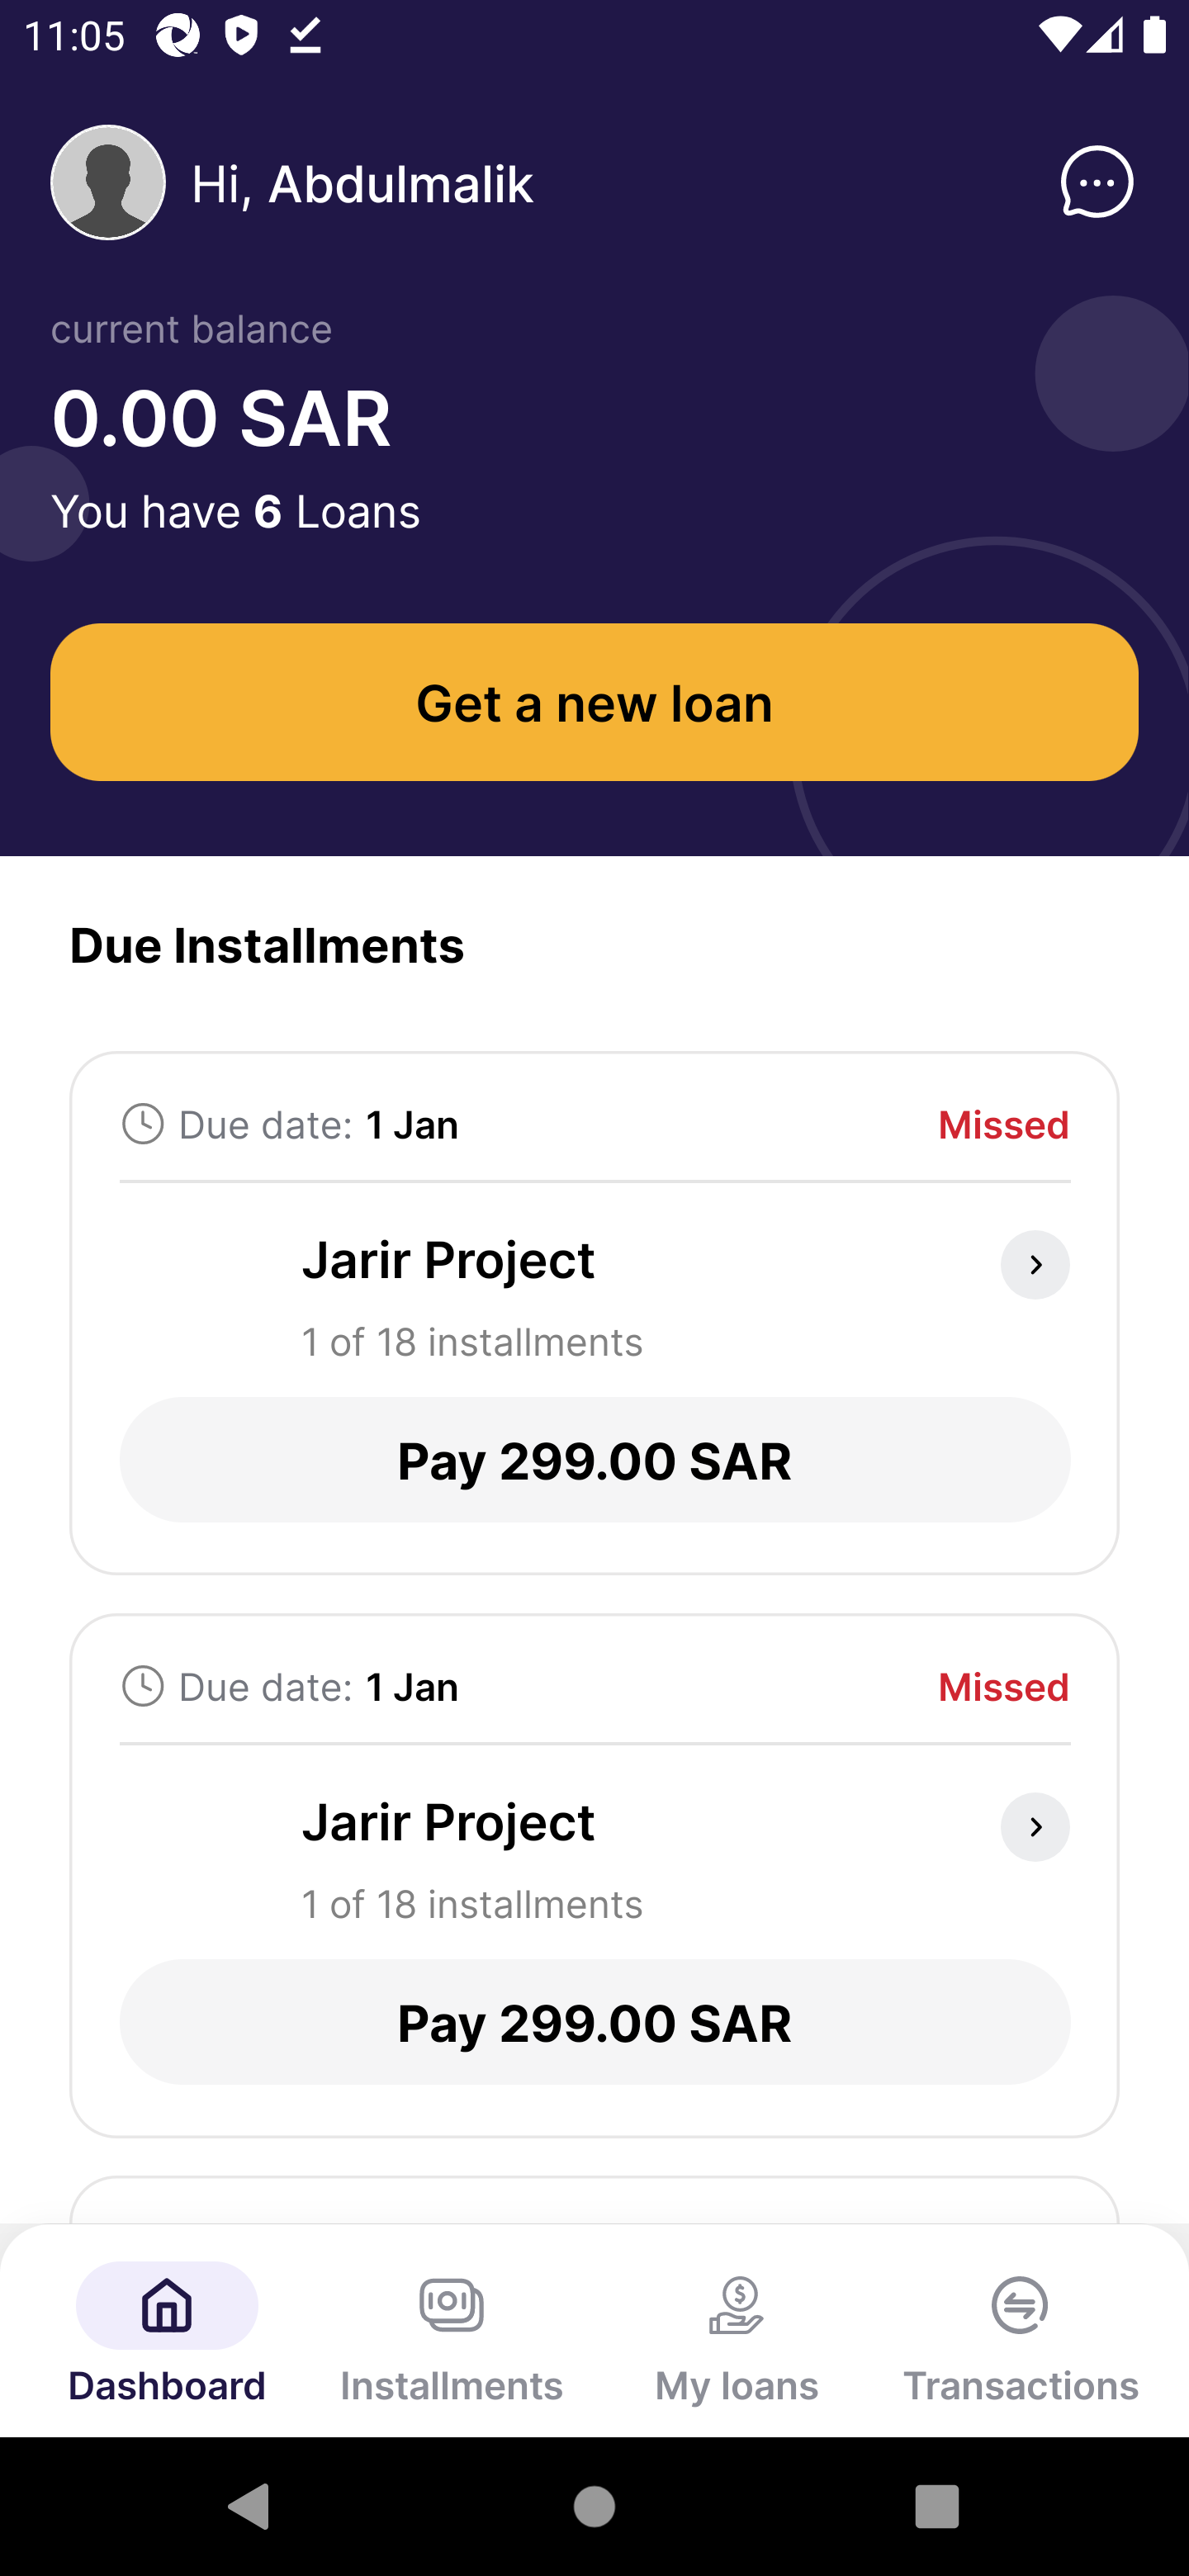 11:05
Hi, Abdulmalik
current balance
0.00 SAR
You have 6 Loans
Get a new loan
Due Installments
Due date: 1 Jan
Missed
Jarir Project
1 of 18 installments
Pay 299.00 SAR
Due date: 1 Jan
Missed
Jarir Project
1 of 18 installments
Pay 299.00 SAR
Dashboard
Installments
My loans
Transactions